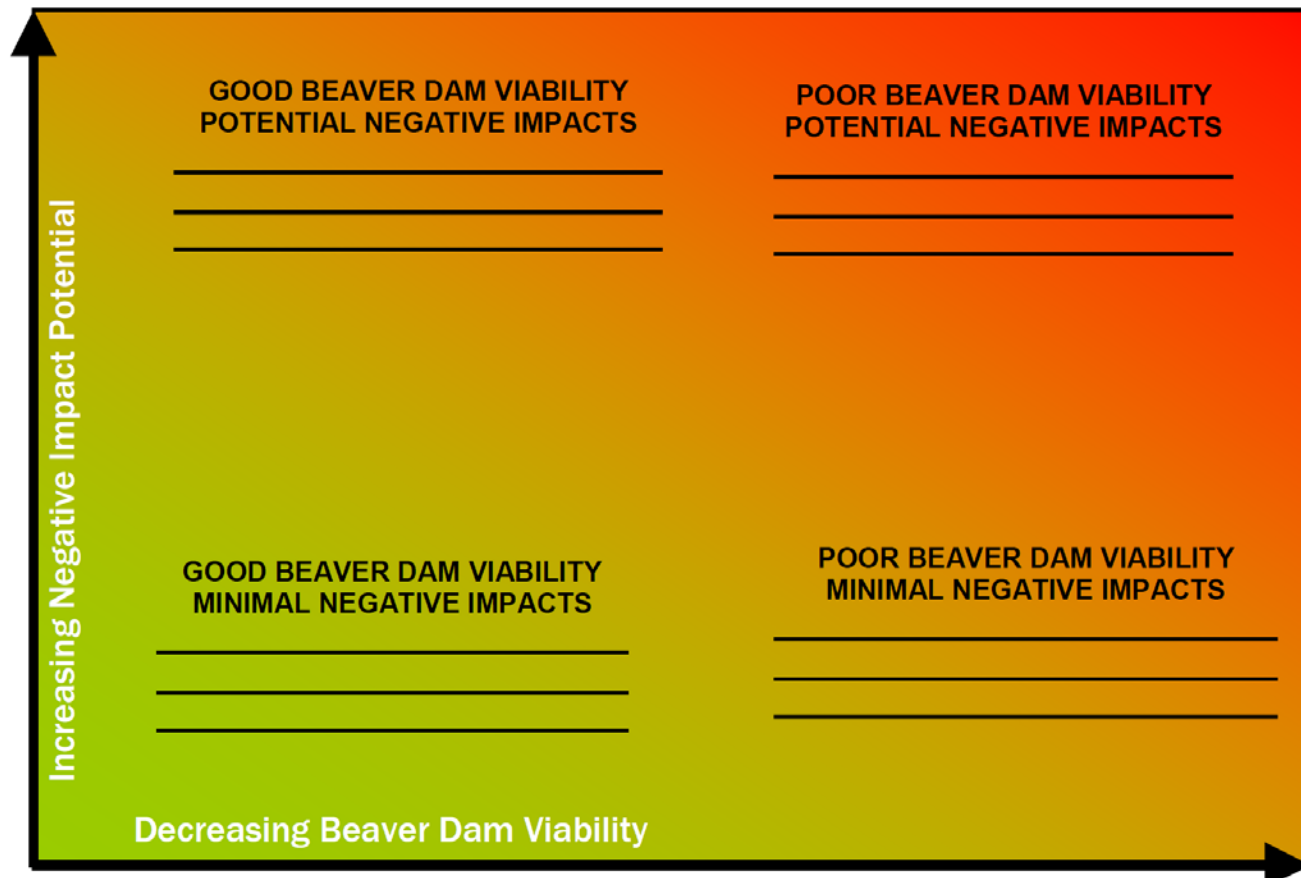 GOOD BEAVER DAM VIABILITY
POTENTIAL NEGATIVE IMPACTS
POOR BEAVER DAM VIABILITY
POTENTIAL NEGATIVE IMPACTS
Increasing Negative Impact Potential
GOOD BEAVER DAM VIABILITY
MINIMAL NEGATIVE IMPACTS
POOR BEAVER DAM VIABILITY
MINIMAL NEGATIVE IMPACTS
Decreasing Beaver Dam Viability